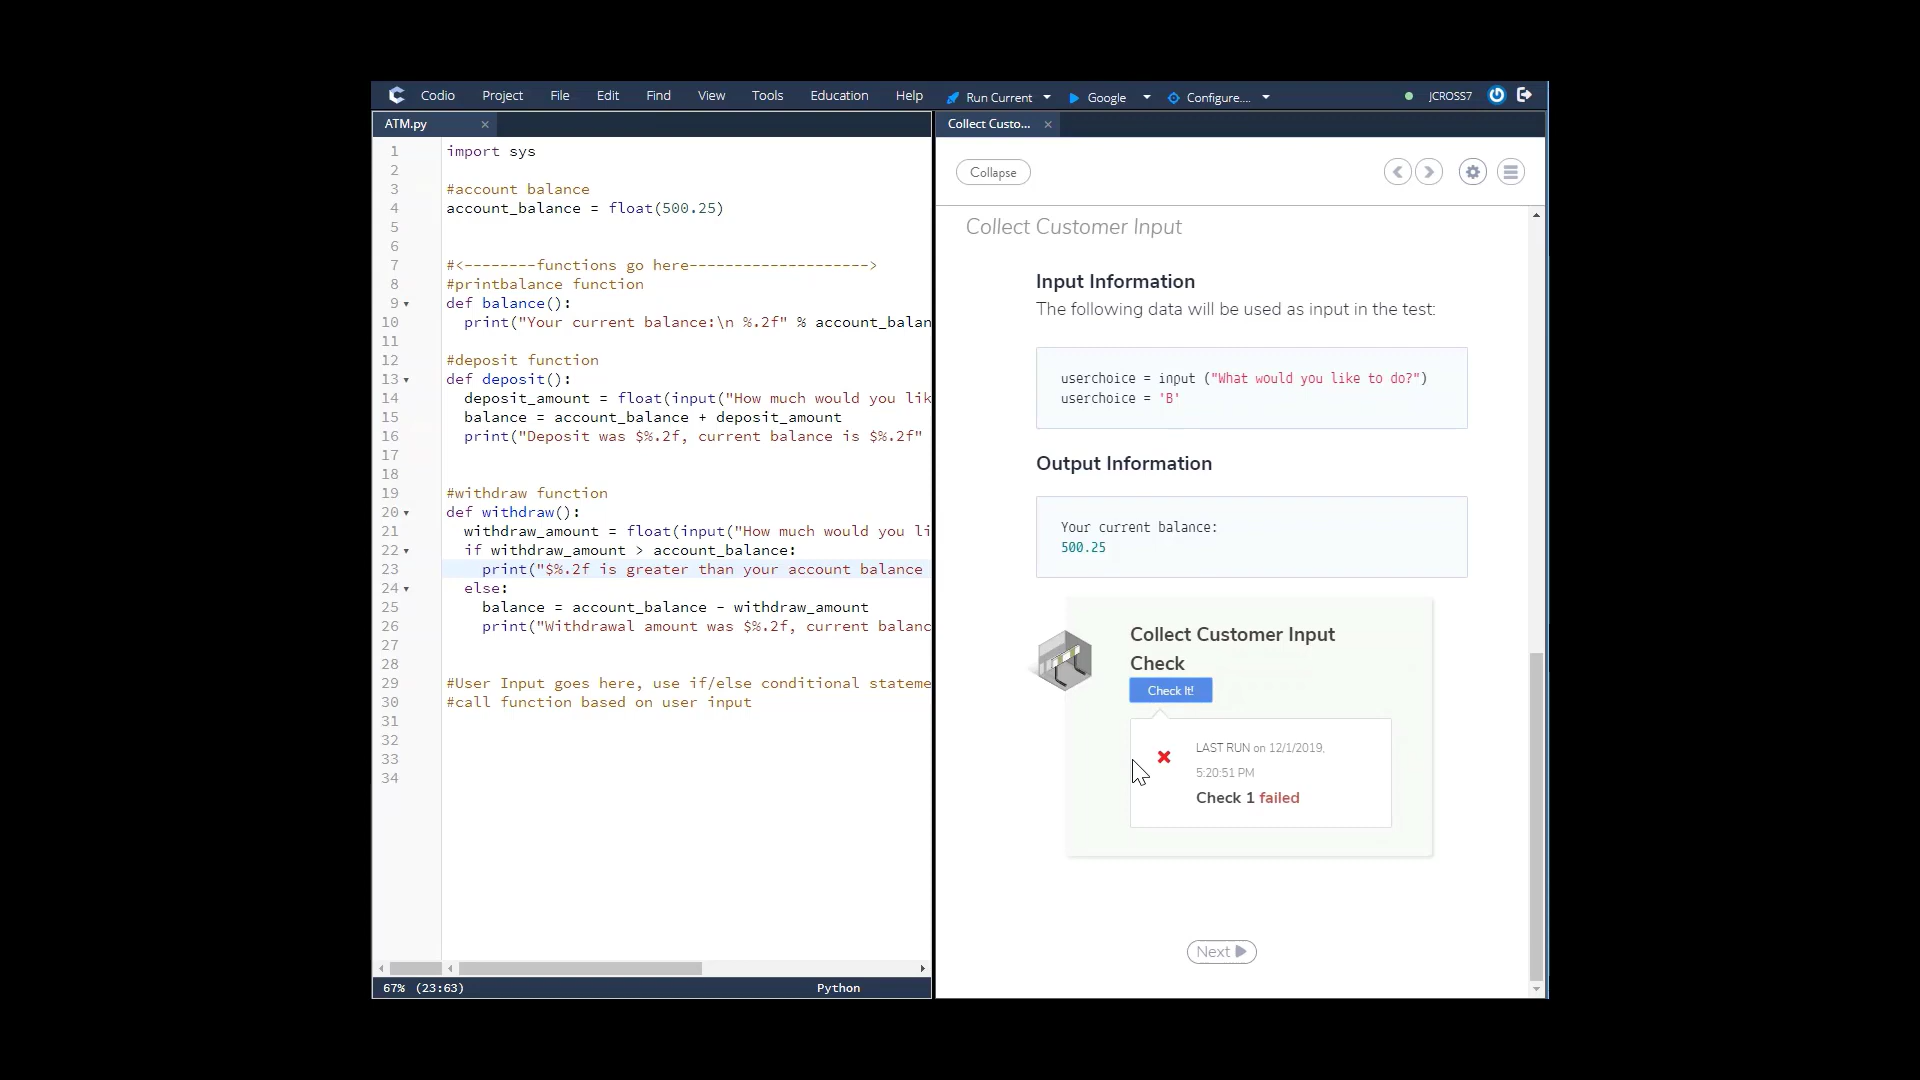 Codio Project File Edit Find View Tools Education Help Run Current Google Configure.... JCROSS7
ATM.py
1 import sys
2
3 #account balance
4 account_balance = float(500.25)
5
6
7 #<--------functions go here-------------------->
8 #printbalance function
9 def balance():
10 print("Your current balance:\n %.2f" % account_balan
11
12 #deposit function
13 def deposit():
14 deposit_amount = float(input("How much would you lik
15 balance = account_balance + deposit_amount
16 print("Deposit was $%.2f, current balance is $%.2f"
17
18
19 #withdraw function
20 def withdraw():
21 withdraw_amount = float(input("How much would you li
22 if withdraw_amount > account_balance:
23 print("$%.2f is greater than your account balance
24 else:
25 balance = account_balance - withdraw_amount
26 print("Withdrawal amount was $%.2f, current balanc
27
28
29 #User Input goes here, use if/else conditional stateme
30 #call function based on user input
31
32
33
34
67% (23:63) Python
Collect Custo...
Collapse
Collect Customer Input
Input Information
The following data will be used as input in the test:
userchoice = input ("What would you like to do?")
userchoice = 'B'
Output Information
Your current balance:
500.25
Collect Customer Input
Check
Check It!
LAST RUN on 12/1/2019,
5:20:51 PM
Check 1 failed
Next